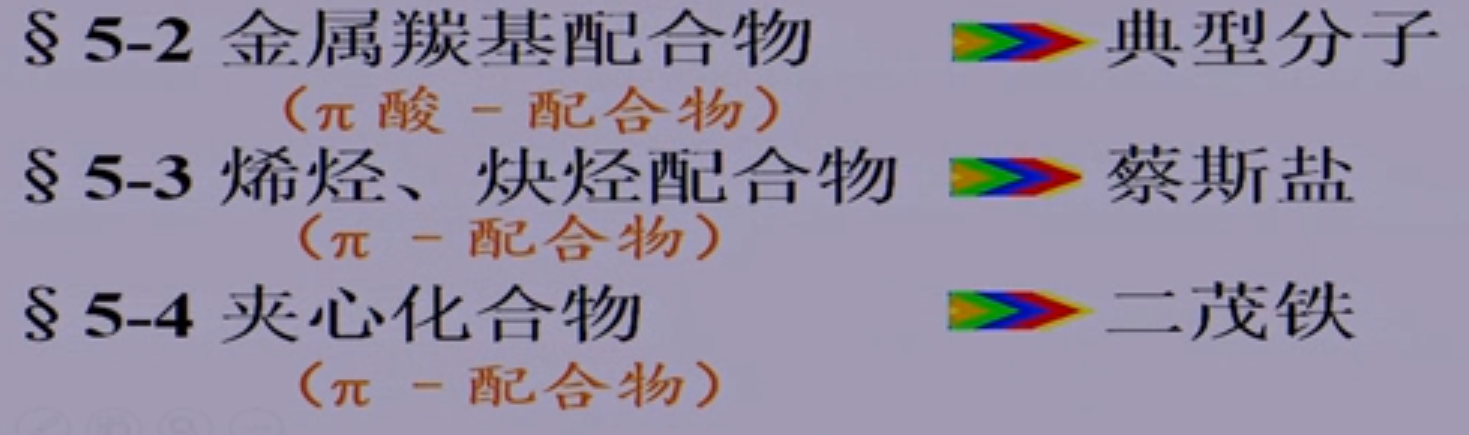 § 5-2 金属羰基配合物 典型分子
（π 酸 - 配合物）
§ 5-3 烯烃、炔烃配合物 蔡斯盐
（π - 配合物）
§ 5-4 夹心化合物 二茂铁
（π - 配合物）